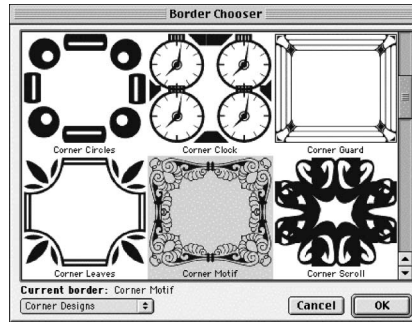 Border Chooser
Corner Circles
Corner Clock
Corner Guard
Corner Leaves
Corner Motif
Corner Scroll
Current border: Corner Motif
Corner Designs
Cancel
OK